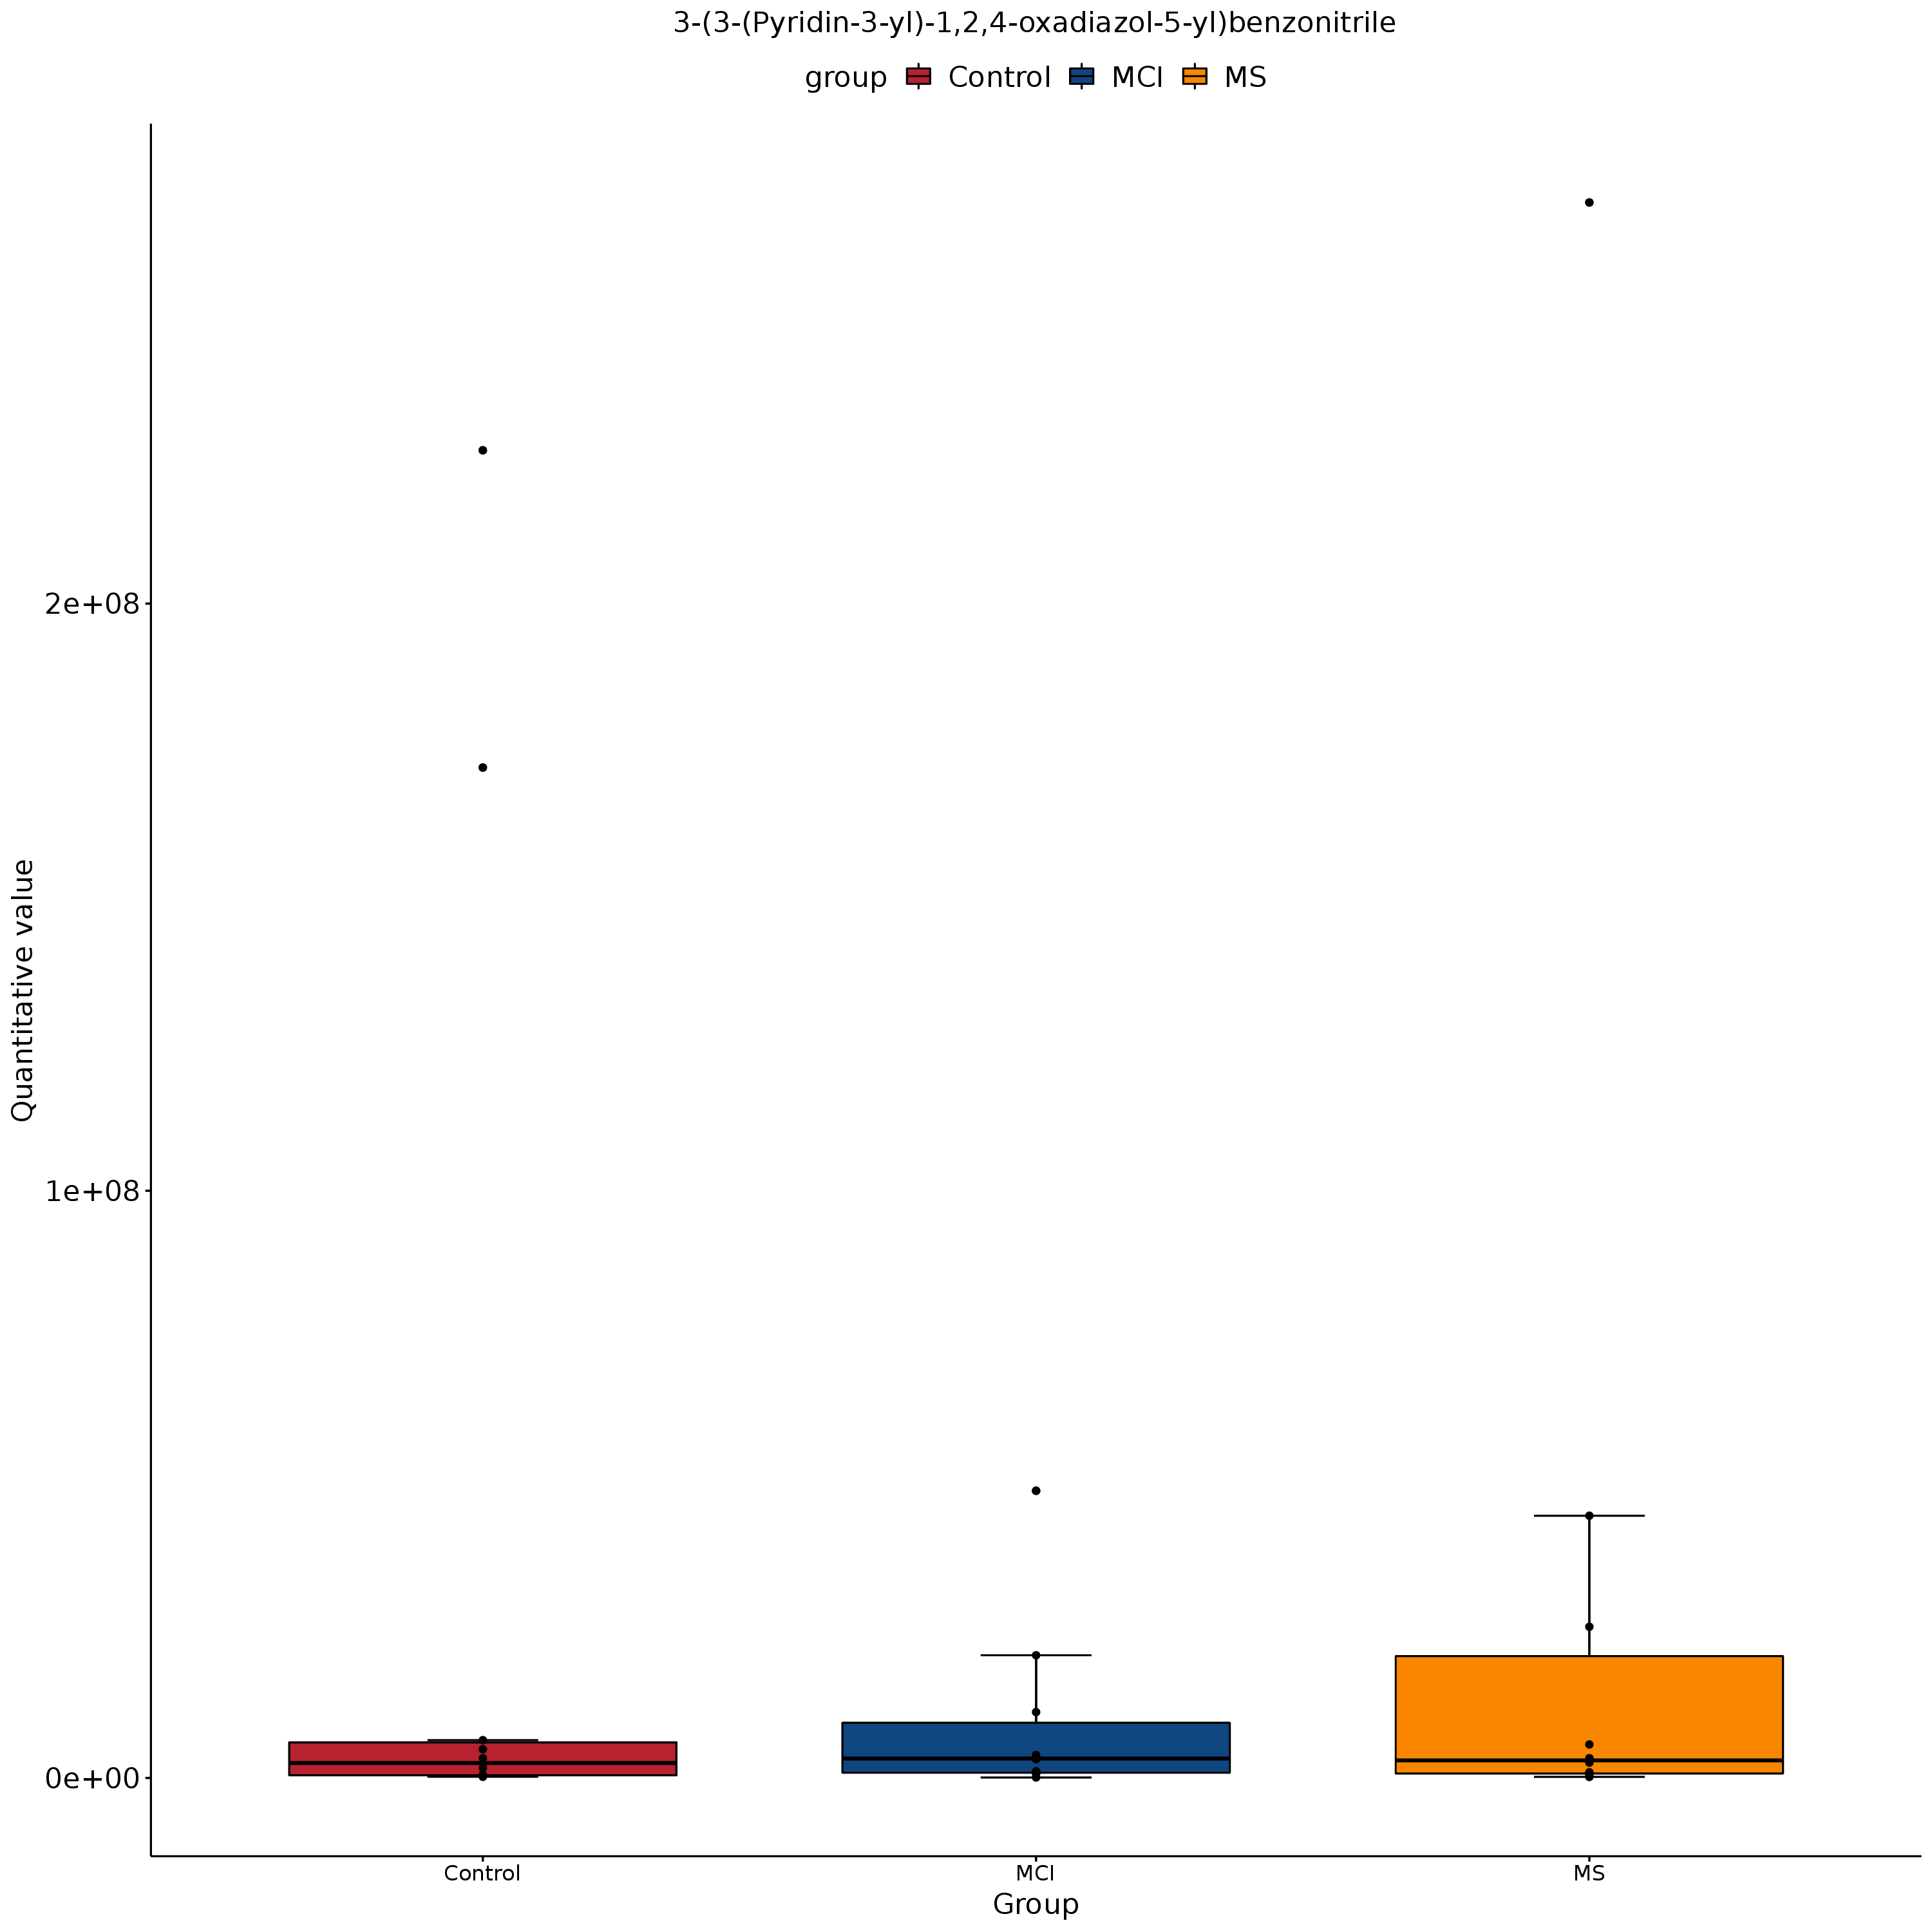 3-(3-(Pyridin-3-yl)-1,2,4-oxadiazol-5-yl)benzonitrile
group Control MCI MS
Quantitative value
2e+08
1e+08
0e+00
Control MCI MS
Group